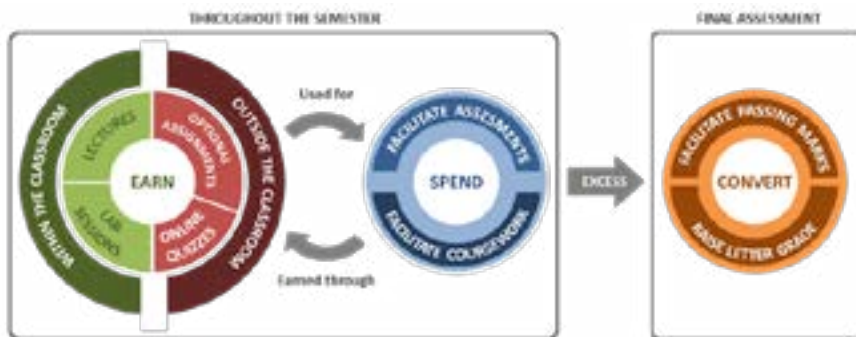 THROUGHOUT THE SEMESTER
FINAL ASSESSMENT
WITHIN THE CLASSROOM
LECTURES
LAB
SESSIONS
EARN
OPTIONAL
ASSIGNMENTS
ONLINE
QUIZZES
OUTSIDE THE CLASSROOM
Used for
Earned through
FACILITATE ASSESMENTS
SPEND
FACILITATE COURSEWORK
EXCESS
FACILITATE PASSING MARKS
CONVERT
RAISE LETTER GRADE